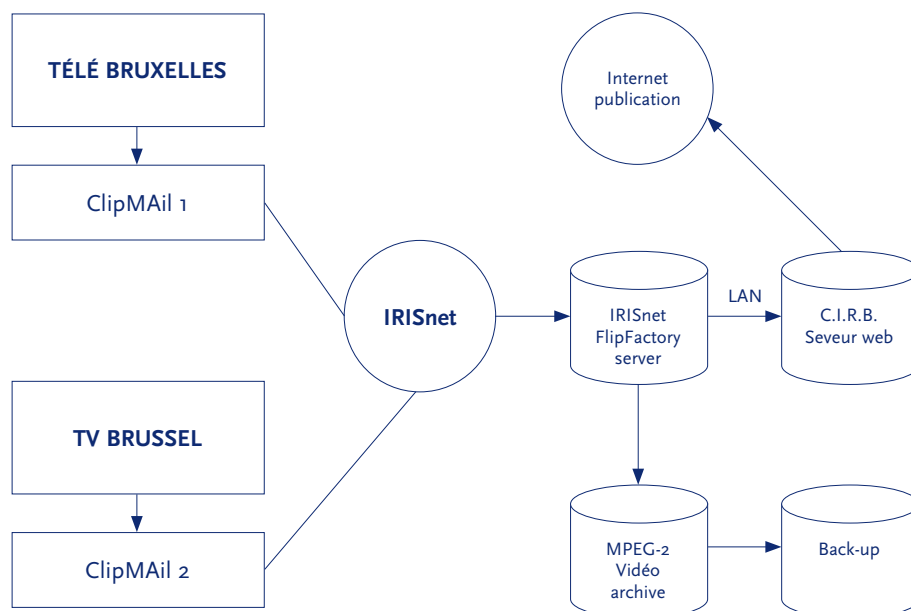 TÉLÉ BRUXELLES
ClipMAil 1
TV BRUSSEL
ClipMAil 2
IRISnet
Internet
publication
IRISnet
FlipFactory
server
LAN
C.I.R.B.
Seveur web
MPEG-2
Vidéo
archive
Back-up